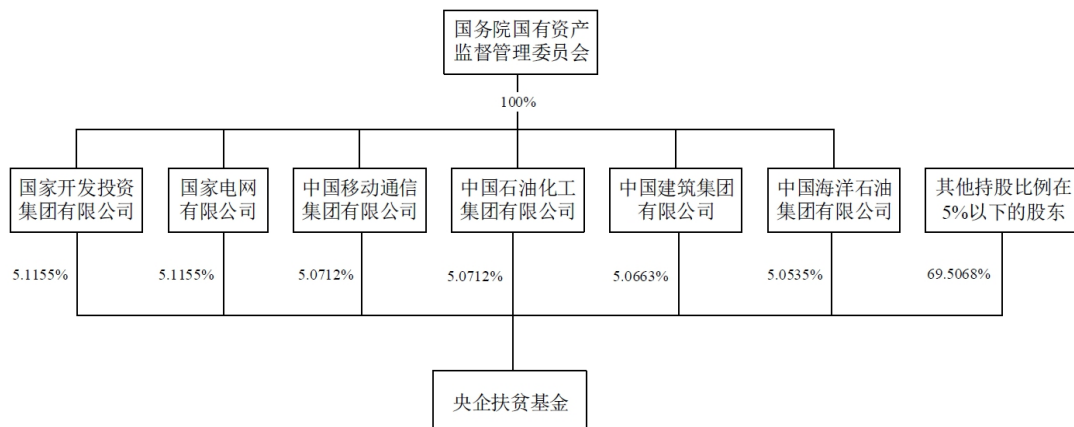 国务院国有资产
监督管理委员会
100%
国家开发投资
集团有限公司
国家电网
有限公司
中国移动通信
集团有限公司
中国石油化工
集团有限公司
中国建筑集团
有限公司
中国海洋石油
集团有限公司
其他持股比例在
5%以下的股东
5.1155%
5.1155%
5.0712%
5.0712%
5.0663%
5.0535%
69.5068%
央企扶贫基金